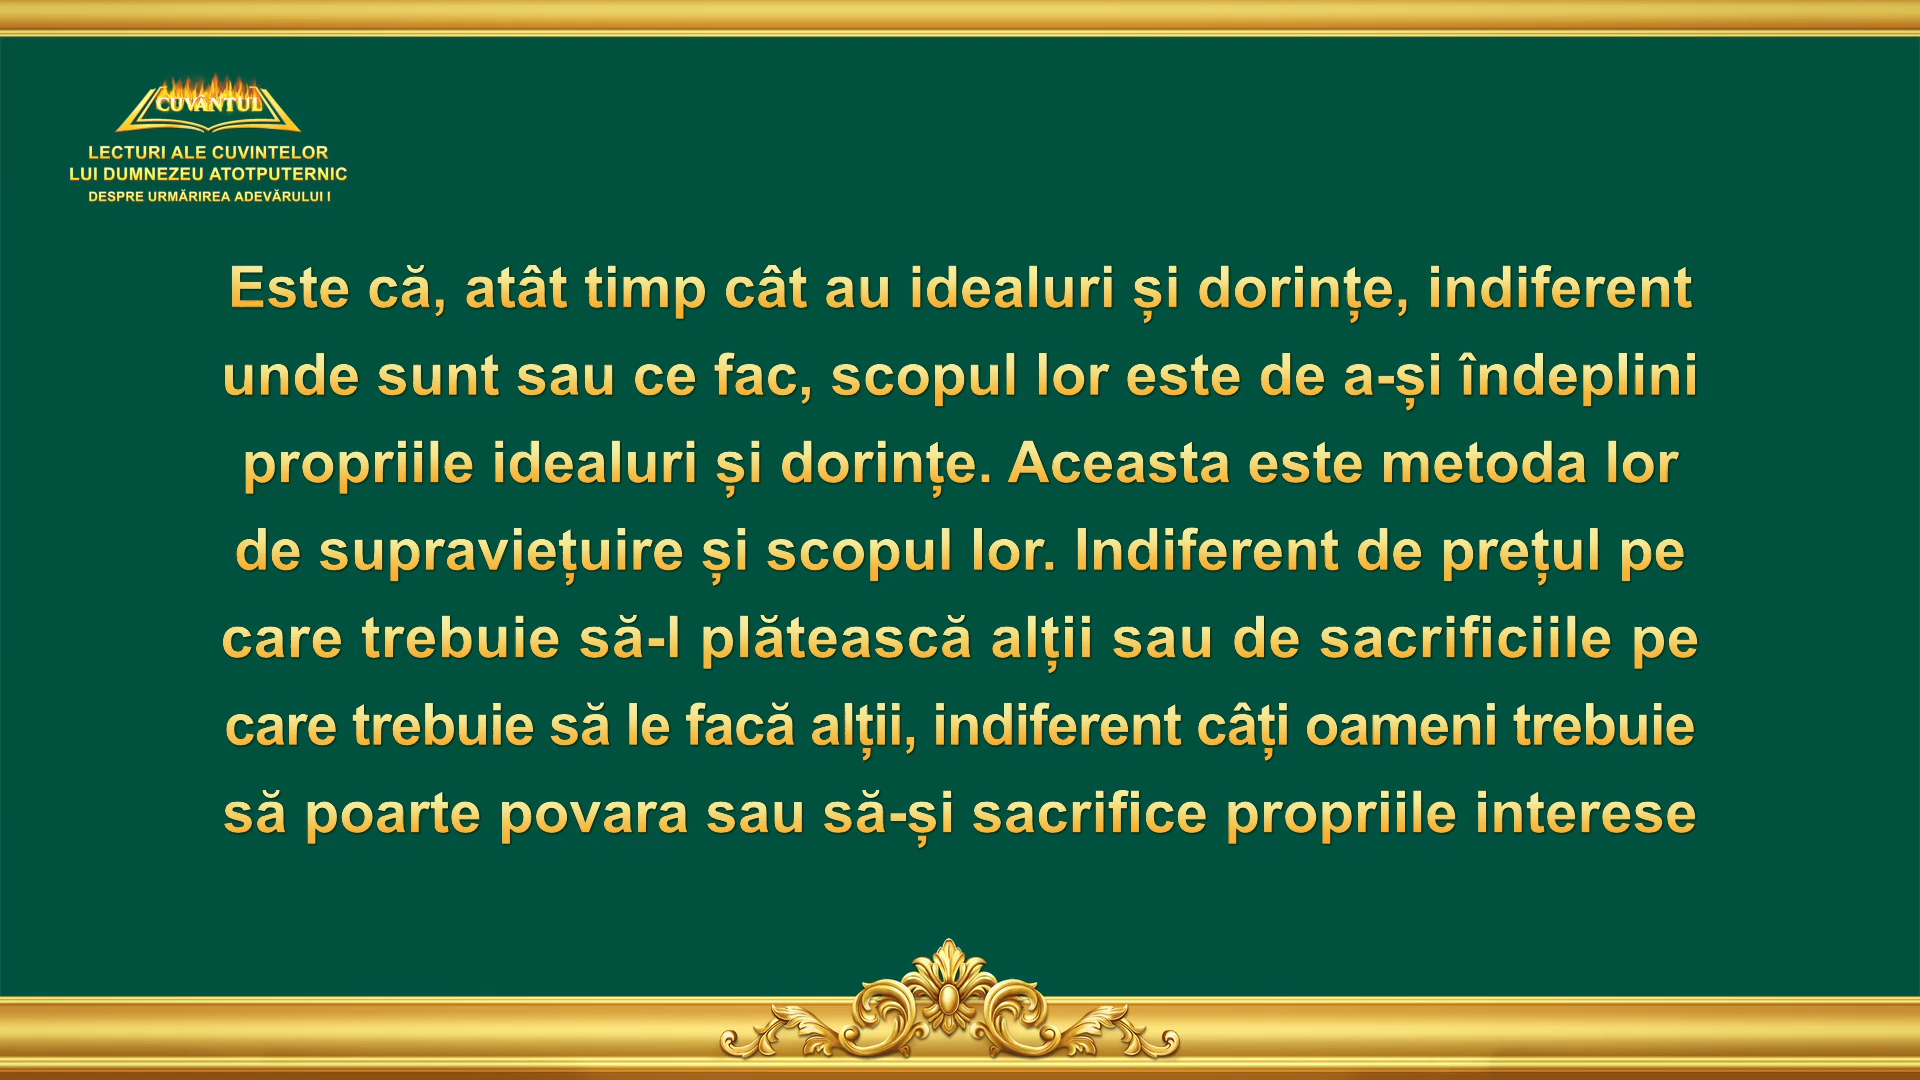 CUVÂNTUL
LECTURI ALE CUVINTELOR
LUI DUMNEZEU ATOTPUTERNIC
DESPRE URMĂRIREA ADEVĂRULUI I
Este că, atât timp cât au idealuri și dorințe, indiferent
unde sunt sau ce fac, scopul lor este de a-și îndeplini
propriile idealuri și dorințe. Aceasta este metoda lor
de supraviețuire și scopul lor. Indiferent de prețul pe
care trebuie să-l plătească alții sau de sacrificiile pe
care trebuie să le facă alții, indiferent câți oameni trebuie
să poarte povara sau să-și sacrifice propriile interese